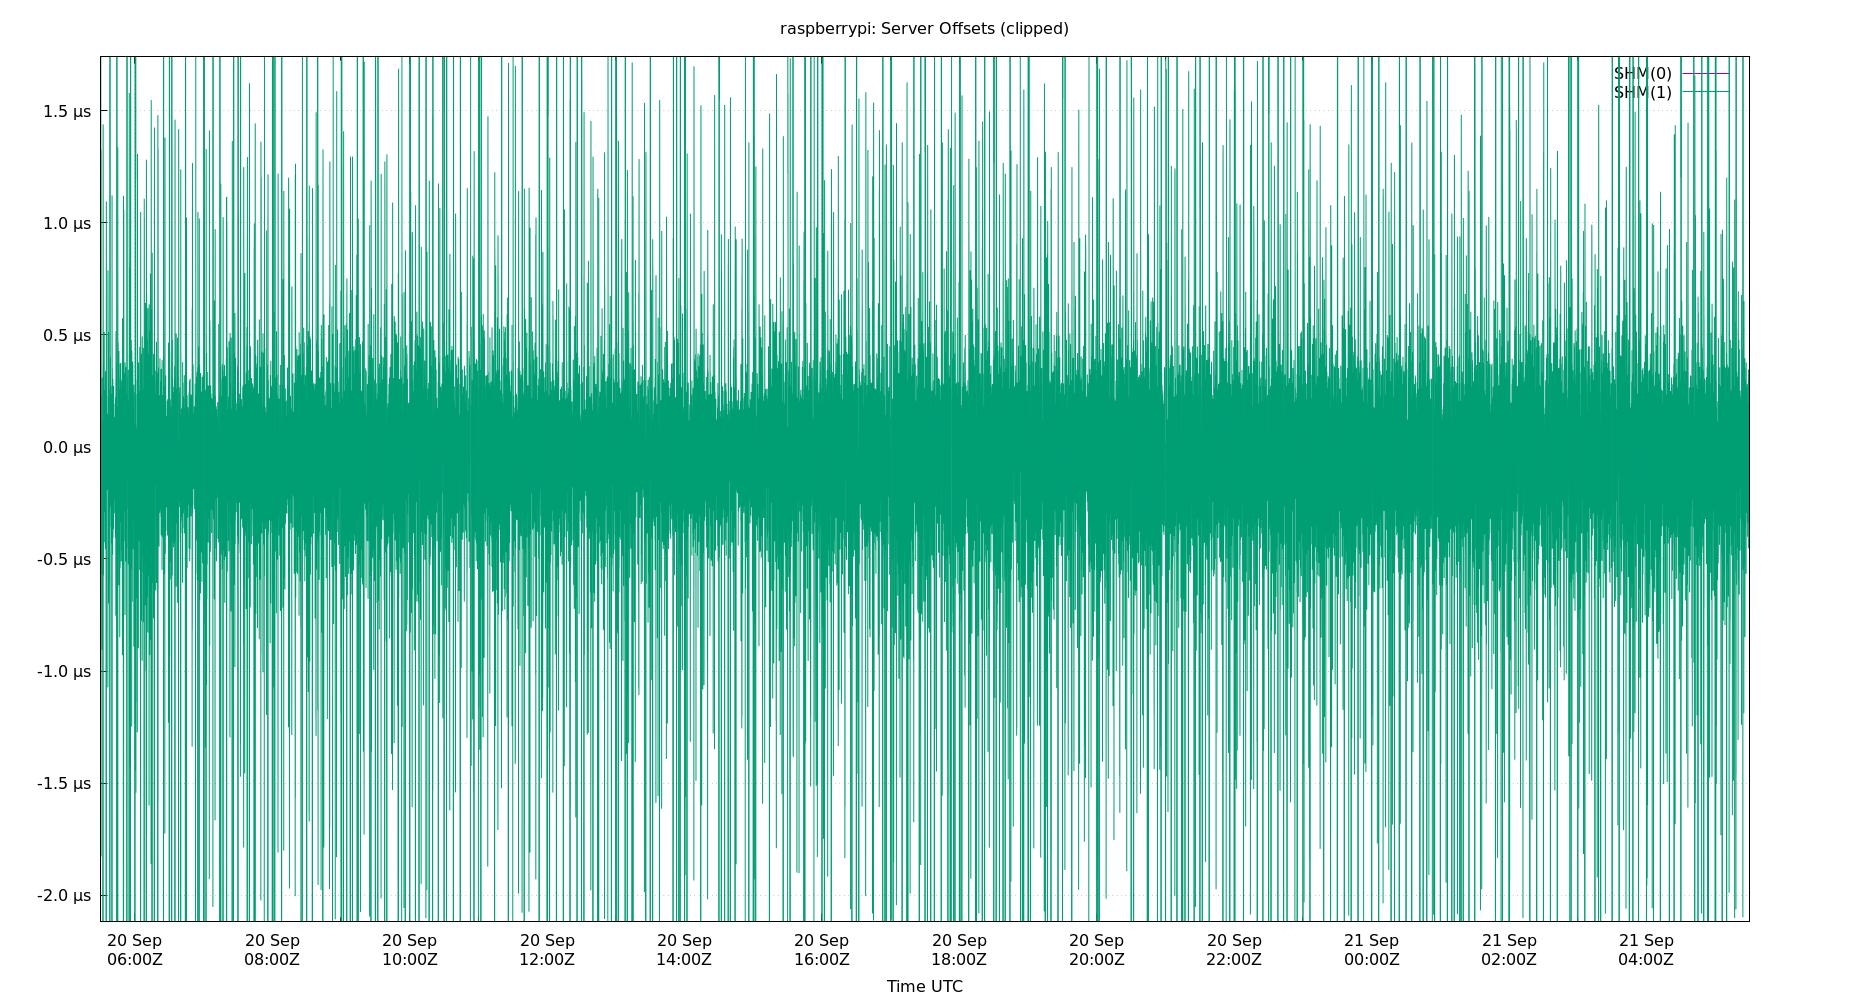 raspberrypi: Server Offsets (clipped)
SHM(0)
SHM(1)
1.5 µs
1.0 µs
0.5 µs
0.0 µs
-0.5 µs
-1.0 µs
-1.5 µs
-2.0 µs
20 Sep 20 Sep 20 Sep 20 Sep 20 Sep 20 Sep 20 Sep 20 Sep 20 Sep 21 Sep 21 Sep 21 Sep
06:00Z 08:00Z 10:00Z 12:00Z 14:00Z 16:00Z 18:00Z 20:00Z 22:00Z 00:00Z 02:00Z 04:00Z
Time UTC